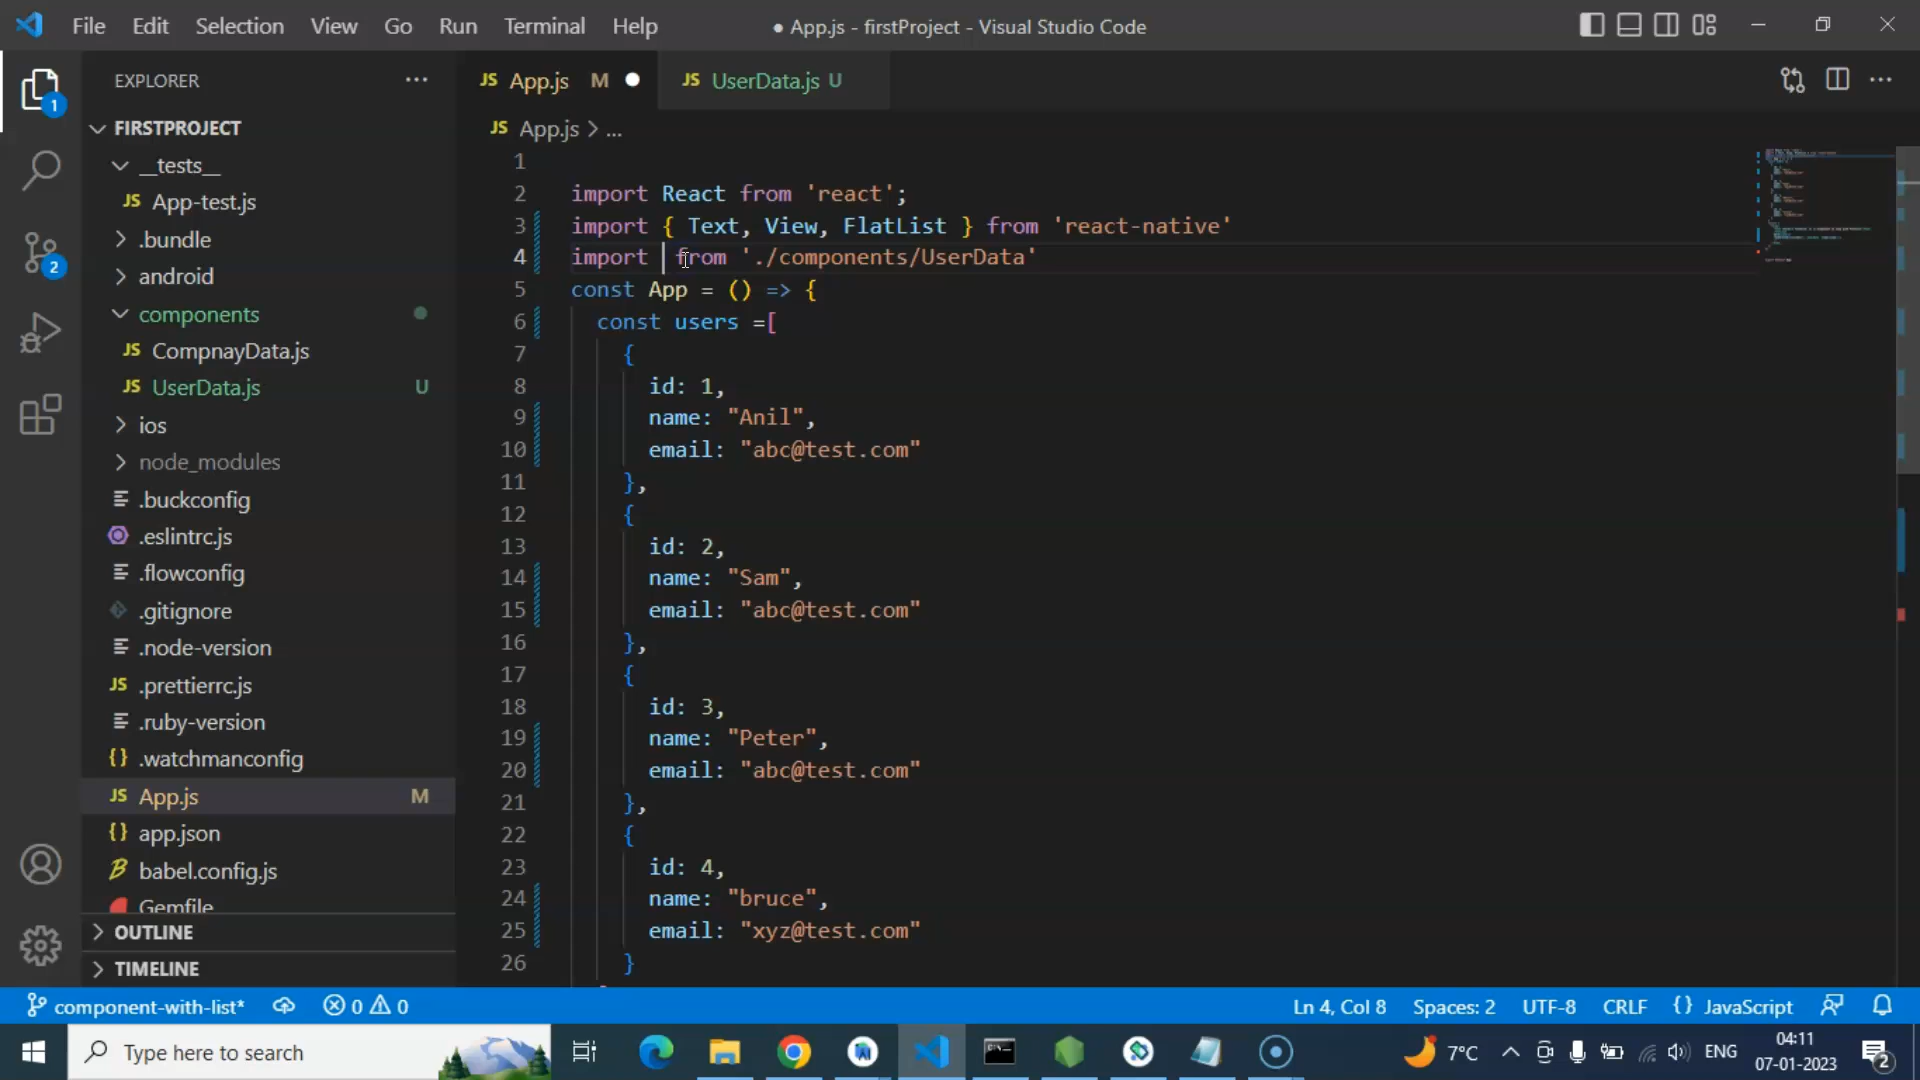 File Edit Selection View Go Run Terminal Help
● App.js - firstProject - Visual Studio Code
EXPLORER
FIRSTPROJECT
__tests__
JS App-test.js
.bundle
android
components
JS CompnayData.js
JS UserData.js U
ios
node_modules
.buckconfig
.eslintrc.js
.flowconfig
.gitignore
.node-version
JS .prettierrc.js
.ruby-version
{} .watchmanconfig
JS App.js M
{} app.json
babel.config.js
Gemfile
OUTLINE
TIMELINE
1
2
JS App.js M ●
JS UserData.js U
JS App.js > ...
1
2 import React from 'react';
3 import { Text, View, FlatList } from 'react-native'
4 import from './components/UserData'
5 const App = () => {
6 const users =[
7 {
8 id: 1,
9 name: "Anil",
10 email: "abc@test.com"
11 },
12 {
13 id: 2,
14 name: "Sam",
15 email: "abc@test.com"
16 },
17 {
18 id: 3,
19 name: "Peter",
20 email: "abc@test.com"
21 },
22 {
23 id: 4,
24 name: "bruce",
25 email: "xyz@test.com"
26 }
component-with-list* 0 0
Ln 4, Col 8 Spaces: 2 UTF-8 CRLF {} JavaScript
Type here to search
7°C ENG
04:11
07-01-2023
2